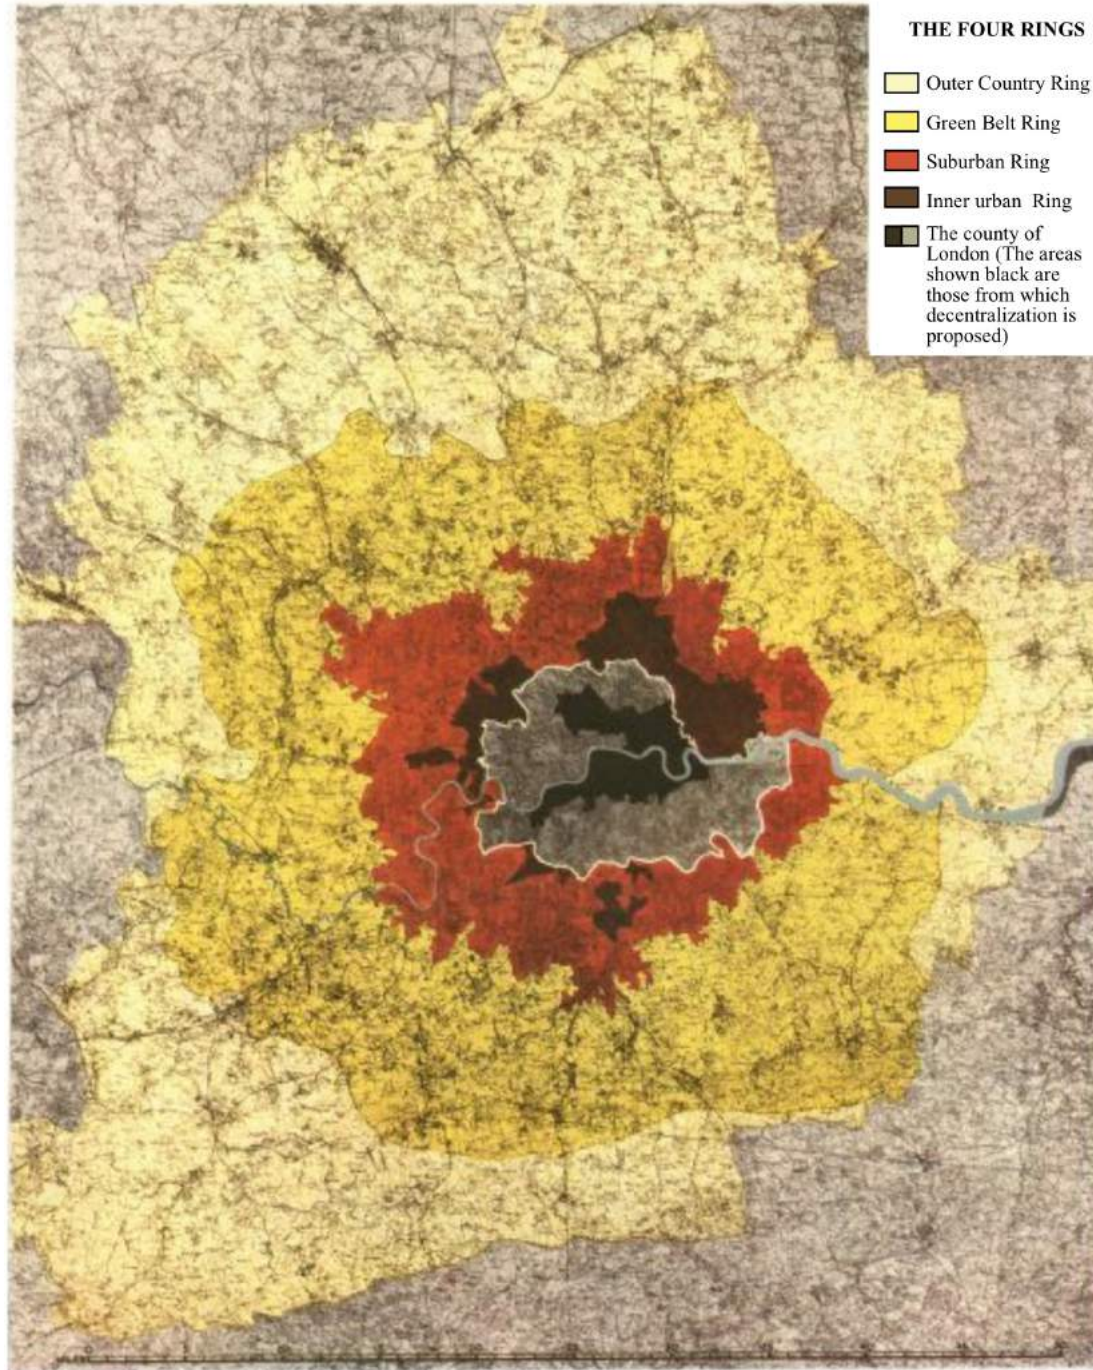 THE FOUR RINGS
Outer Country Ring
Green Belt Ring
Suburban Ring
Inner urban Ring
The county of
London (The areas
shown black are
those from which
decentralization is
proposed)